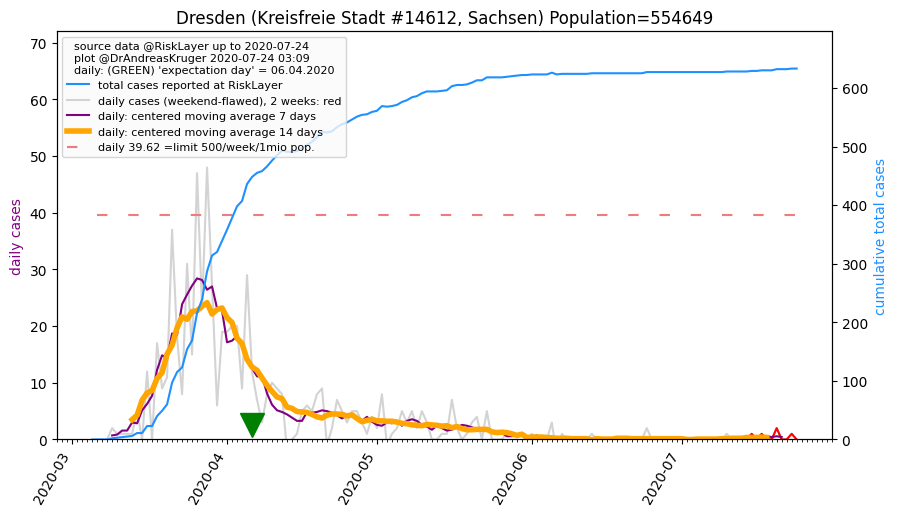 Dresden (Kreisfreie Stadt #14612, Sachsen) Population=554649
source data @RiskLayer up to 2020-07-24
plot @DrAndreasKruger 2020-07-24 03:09
daily: (GREEN) 'expectation day' = 06.04.2020
total cases reported at RiskLayer
daily cases (weekend-flawed), 2 weeks: red
daily: centered moving average 7 days
daily: centered moving average 14 days
daily 39.62 =limit 500/week/1mio pop.
daily cases
70
60
50
40
30
20
10
0
cumulative total cases
600
500
400
300
200
100
0
2020-03
2020-04
2020-05
2020-06
2020-07